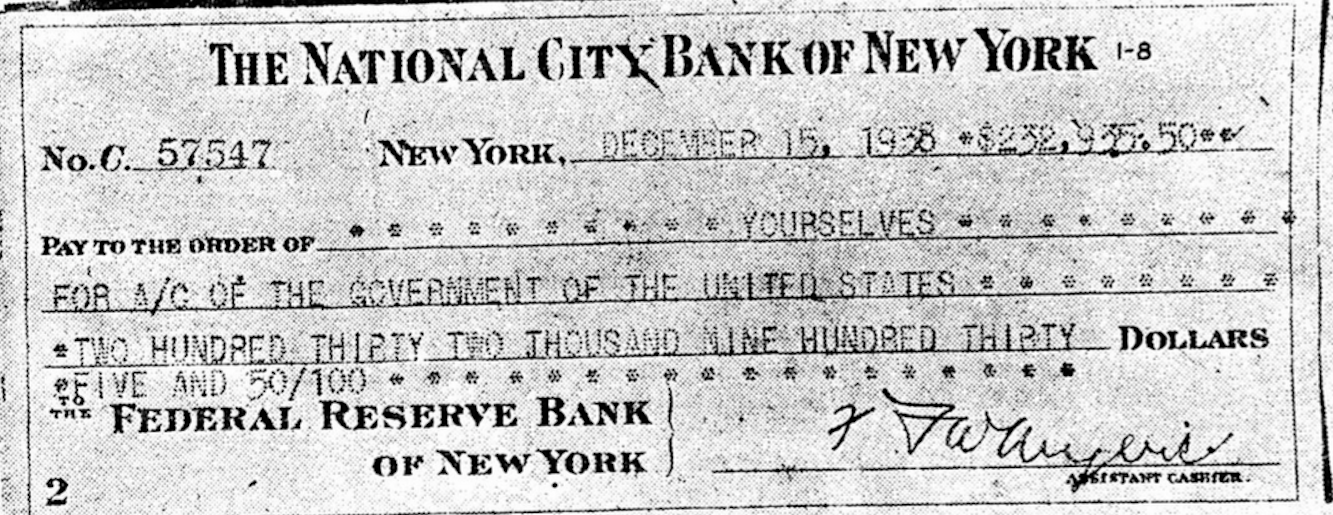 THE NATIONAL CITY BANK OF NEW YORK 1-8
No. C. 57547 NEW YORK, DECEMBER 15, 1938 *$232,935.50**
PAY TO THE ORDER OF * * * * * * * * * * YOURSELVES * * * * * * * * *
FOR A/C OF THE GOVERNMENT OF THE UNITED STATES * * * * * * * *
*TWO HUNDRED THIRTY TWO THOUSAND NINE HUNDRED THIRTY DOLLARS
*FIVE AND 50/100 * * * * * * * * * * * * * * * * * *
TO THE FEDERAL RESERVE BANK
OF NEW YORK
ASSISTANT CASHIER.
2